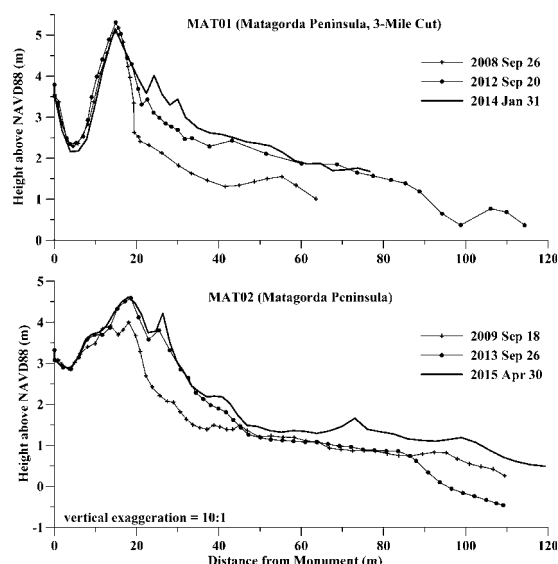 MAT01 (Matagorda Peninsula, 3-Mile Cut)
Height above NAVD88 (m)
5
4
3
2
1
0
2008 Sep 26
2012 Sep 20
2014 Jan 31
0 20 40 60 80 100 120
MAT02 (Matagorda Peninsula)
Height above NAVD88 (m)
5
4
3
2
1
0
-1
2009 Sep 18
2013 Sep 26
2015 Apr 30
vertical exaggeration = 10:1
0 20 40 60 80 100 120
Distance from Monument (m)